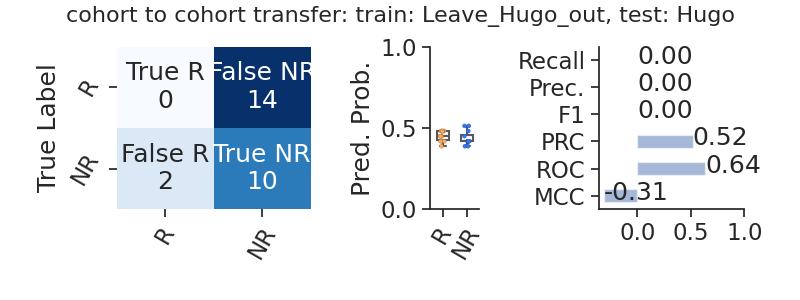 cohort to cohort transfer: train: Leave_Hugo_out, test: Hugo
True Label
R
NR
True R
0
False NR
14
False R
2
True NR
10
R
NR
Pred. Prob.
1.0
0.5
0.0
R
NR
Recall
0.00
Prec.
0.00
F1
0.00
PRC
0.52
ROC
0.64
MCC
-0.31
0.0
0.5
1.0